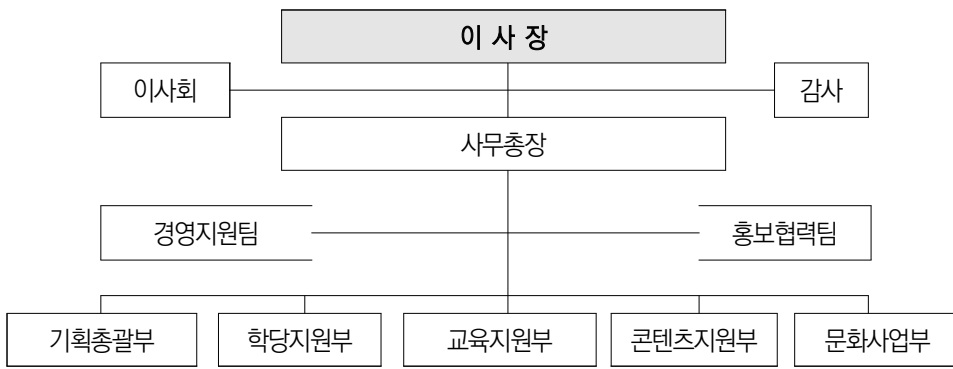 이 사 장
이사회
감사
사무총장
경영지원팀
홍보협력팀
기획총괄부
학당지원부
교육지원부
콘텐츠지원부
문화사업부